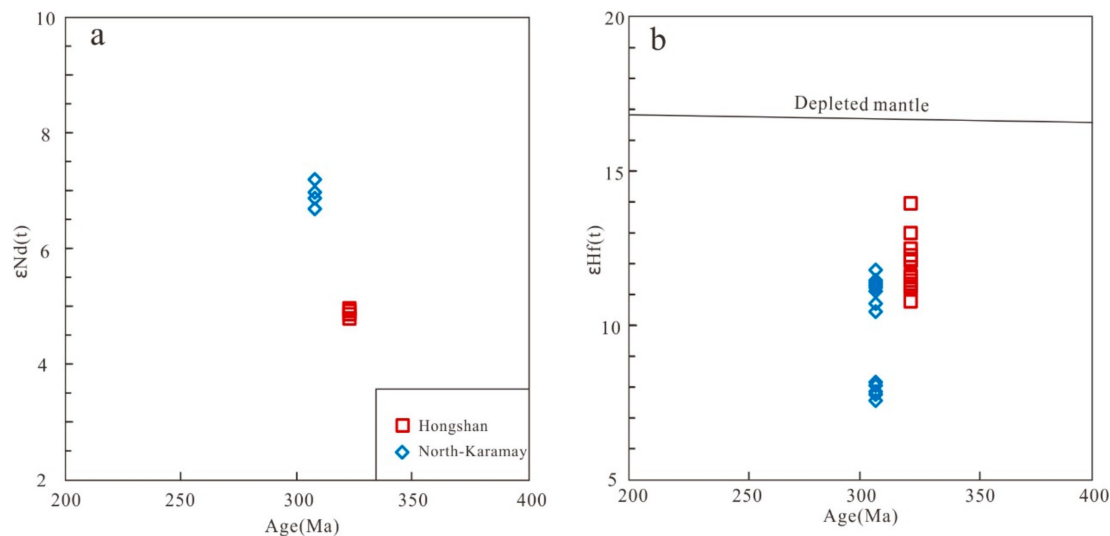 a
10
8
6
4
2
εNd(t)
200
250
300
350
400
Age(Ma)
Hongshan
North-Karamay
b
20
15
10
5
εHf(t)
Depleted mantle
200
250
300
350
400
Age(Ma)